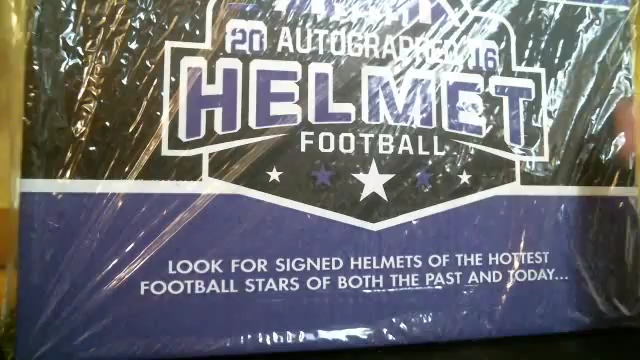 20 AUTOGRAPHED 16
HELMET
FOOTBALL
LOOK FOR SIGNED HELMETS OF THE HOTTEST
FOOTBALL STARS OF BOTH THE PAST AND TODAY...